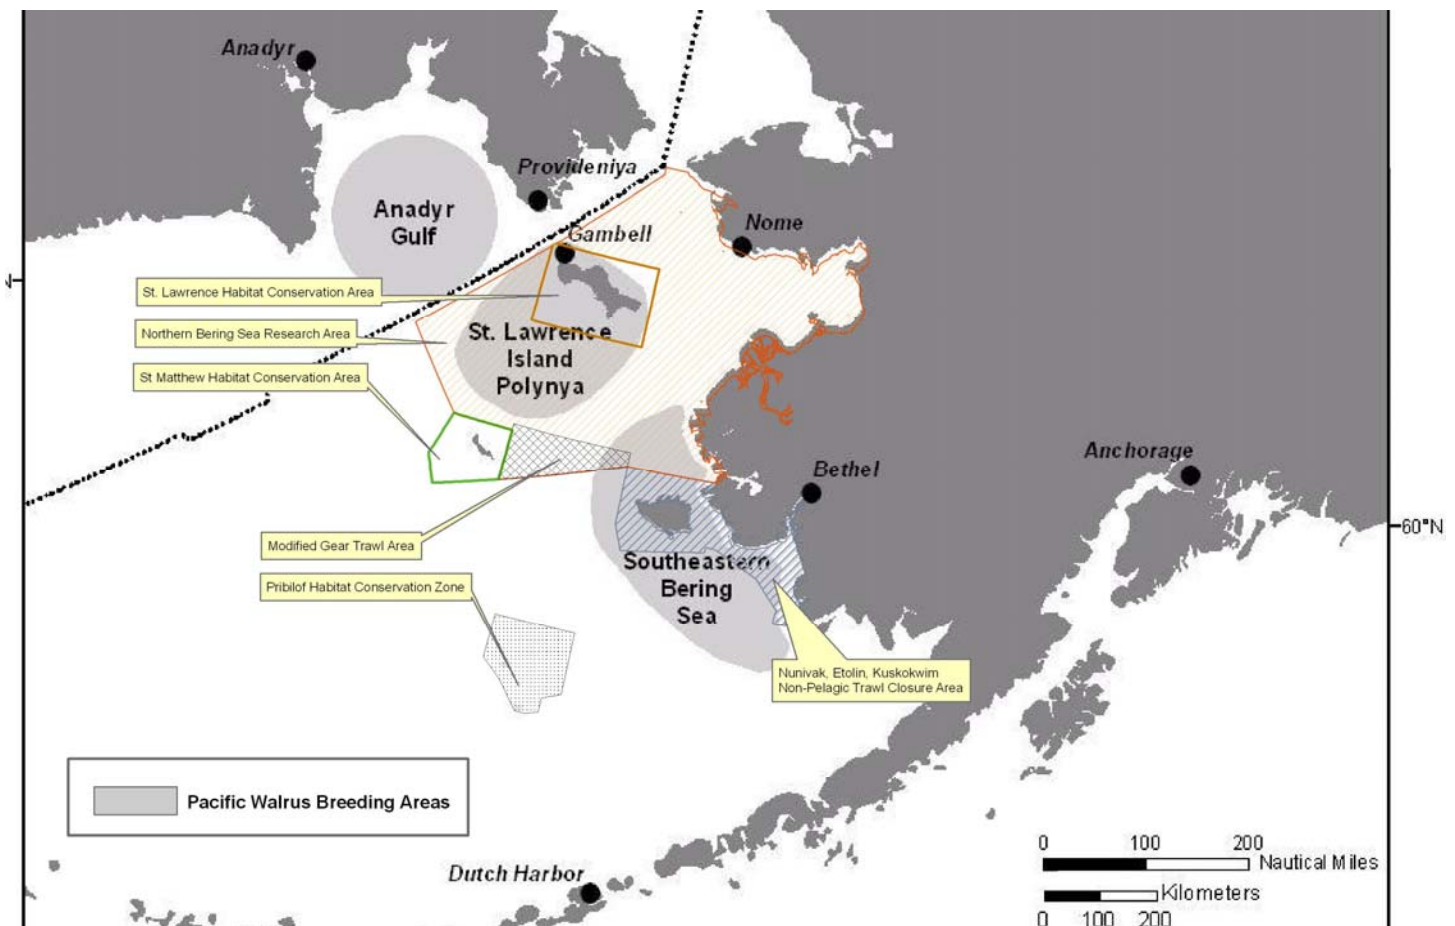 Anadyr
Provideniya
Anadyr
Gulf
Gambell
Nome
N
St. Lawrence Habitat Conservation Area
Northern Bering Sea Research Area
St. Lawrence
Island
Polynya
St Matthew Habitat Conservation Area
Anchorage
Bethel
60°N
Modified Gear Trawl Area
Southeastern
Bering
Sea
Pribilof Habitat Conservation Zone
Nunivak, Etolin, Kuskokwim
Non-Pelagic Trawl Closure Area
Pacific Walrus Breeding Areas
Dutch Harbor
0 100 200
Nautical Miles
Kilometers
0 100 200